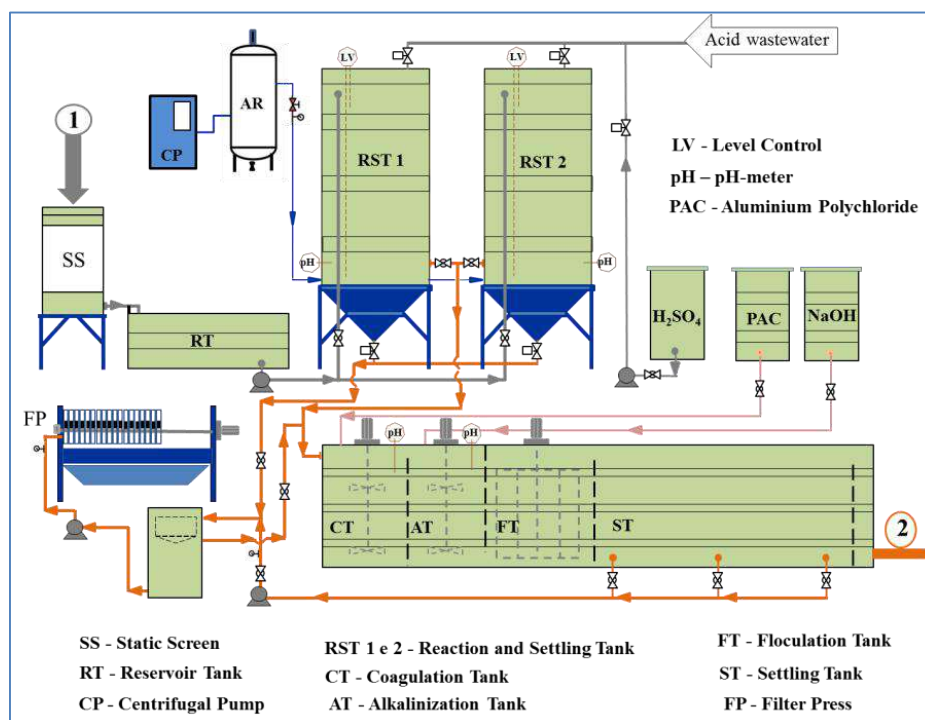 Acid wastewater
LV
LV
1
AR
CP
RST 1
RST 2
LV - Level Control
pH – pH-meter
PAC - Aluminium Polychloride
SS
pH
pH
H2SO4
PAC
NaOH
RT
FP
pH
pH
CT
AT
FT
ST
2
SS - Static Screen
RT - Reservoir Tank
CP - Centrifugal Pump
RST 1 e 2 - Reaction and Settling Tank
CT - Coagulation Tank
AT - Alkalinization Tank
FT - Floculation Tank
ST - Settling Tank
FP - Filter Press